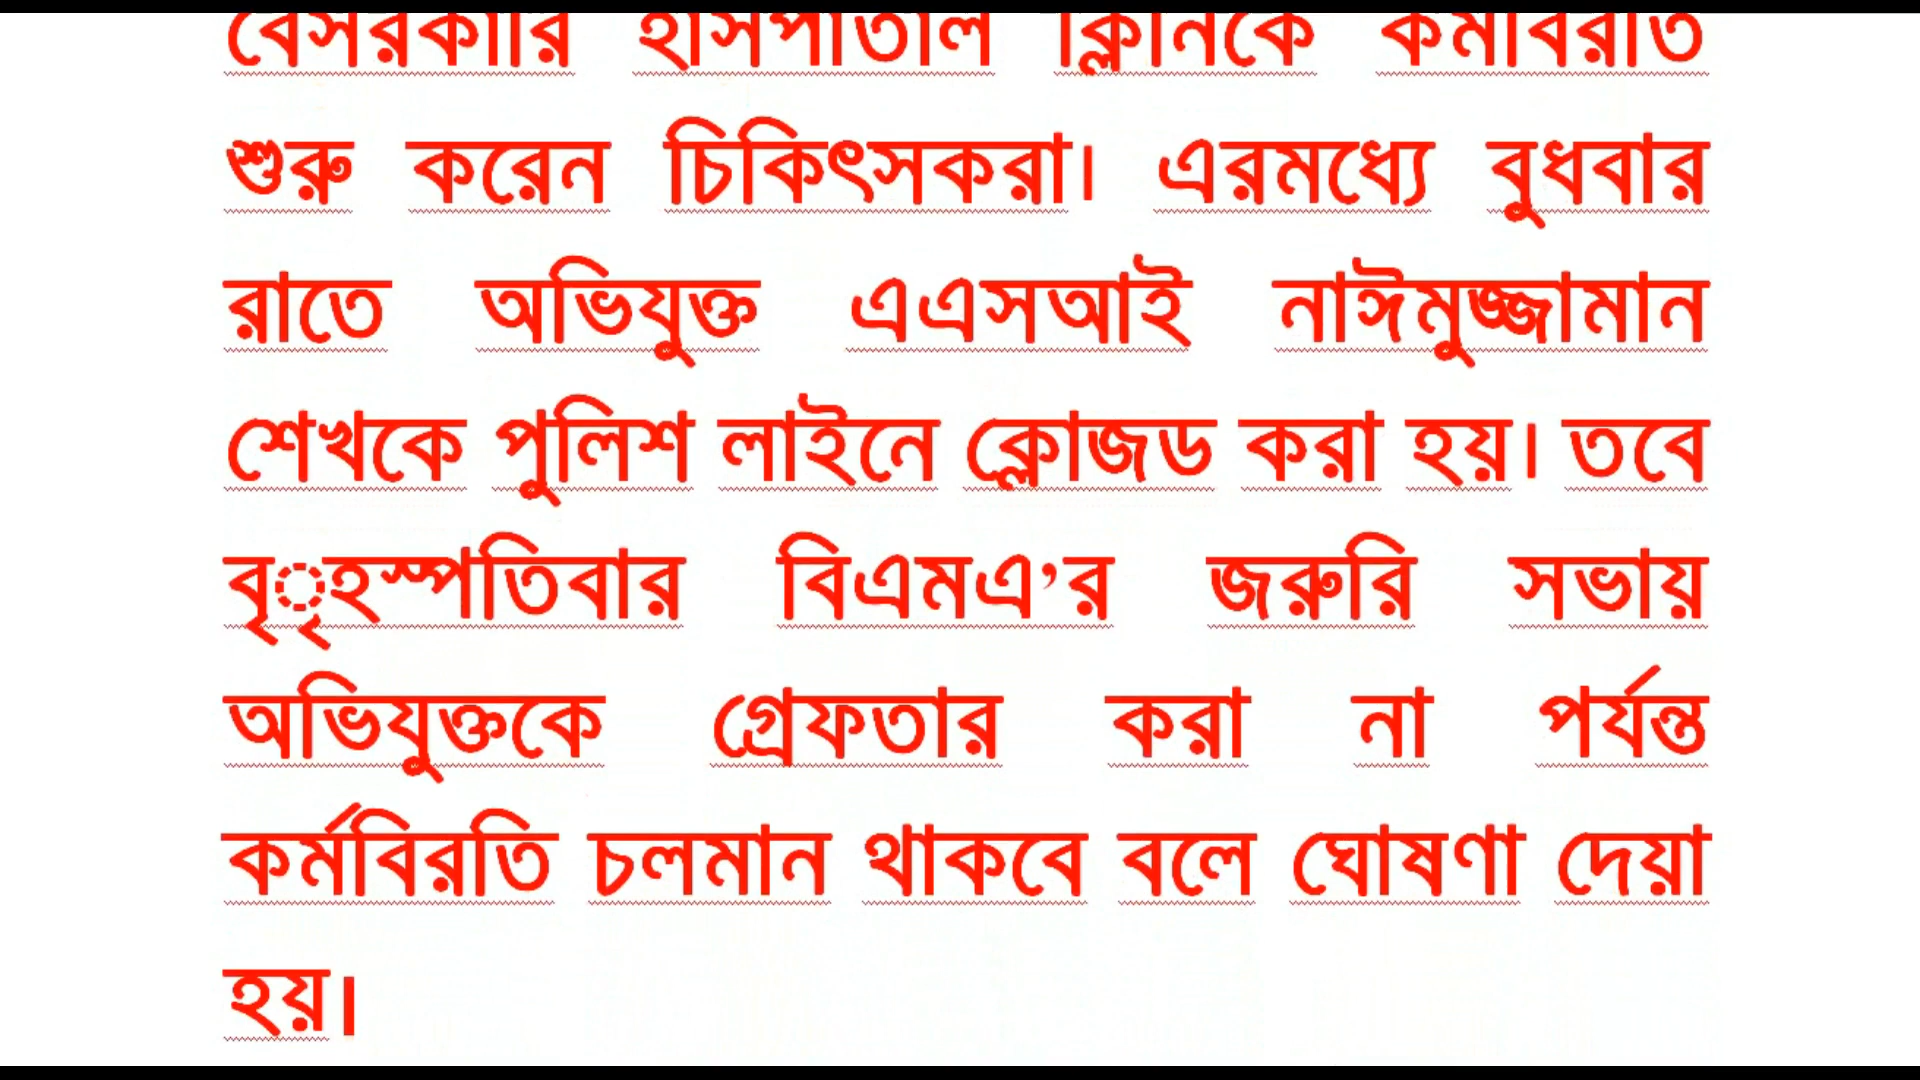 বেসরকারি হাসপাতাল ক্লিনিকে কর্মবিরতি
শুরু করেন চিকিৎসকরা। এরমধ্যে বুধবার
রাতে অভিযুক্ত এএসআই নাঈমুজ্জামান
শেখকে পুলিশ লাইনে ক্লোজড করা হয়। তবে
বৃৃহস্পতিবার বিএমএ’র জরুরি সভায়
অভিযুক্তকে গ্রেফতার করা না পর্যন্ত
কর্মবিরতি চলমান থাকবে বলে ঘোষণা দেয়া
হয়।